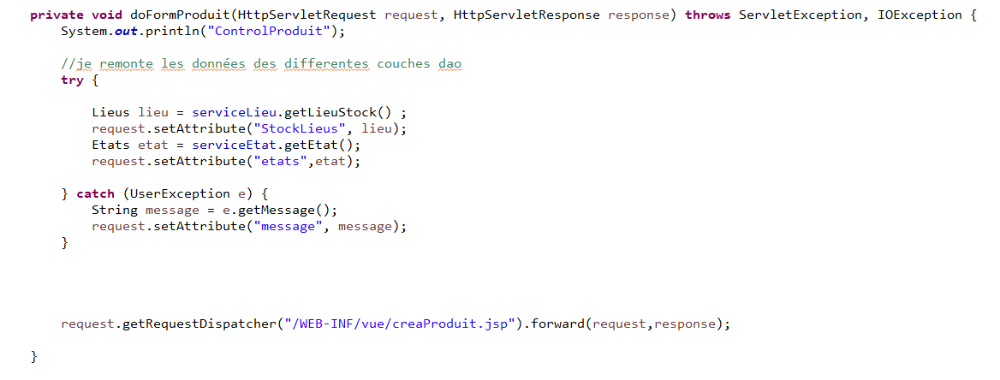 private void doFormProduit(HttpServletRequest request, HttpServletResponse response) throws ServletException, IOException {
System.out.println("ControlProduit");
//je remonte les données des differentes couches dao
try {
Lieus lieu = serviceLieu.getLieuStock() ;
request.setAttribute("StockLieus", lieu);
Etats etat = serviceEtat.getEtat();
request.setAttribute("etats",etat);
} catch (UserException e) {
String message = e.getMessage();
request.setAttribute("message", message);
}
request.getRequestDispatcher("/WEB-INF/vue/creaProduit.jsp").forward(request,response);
}